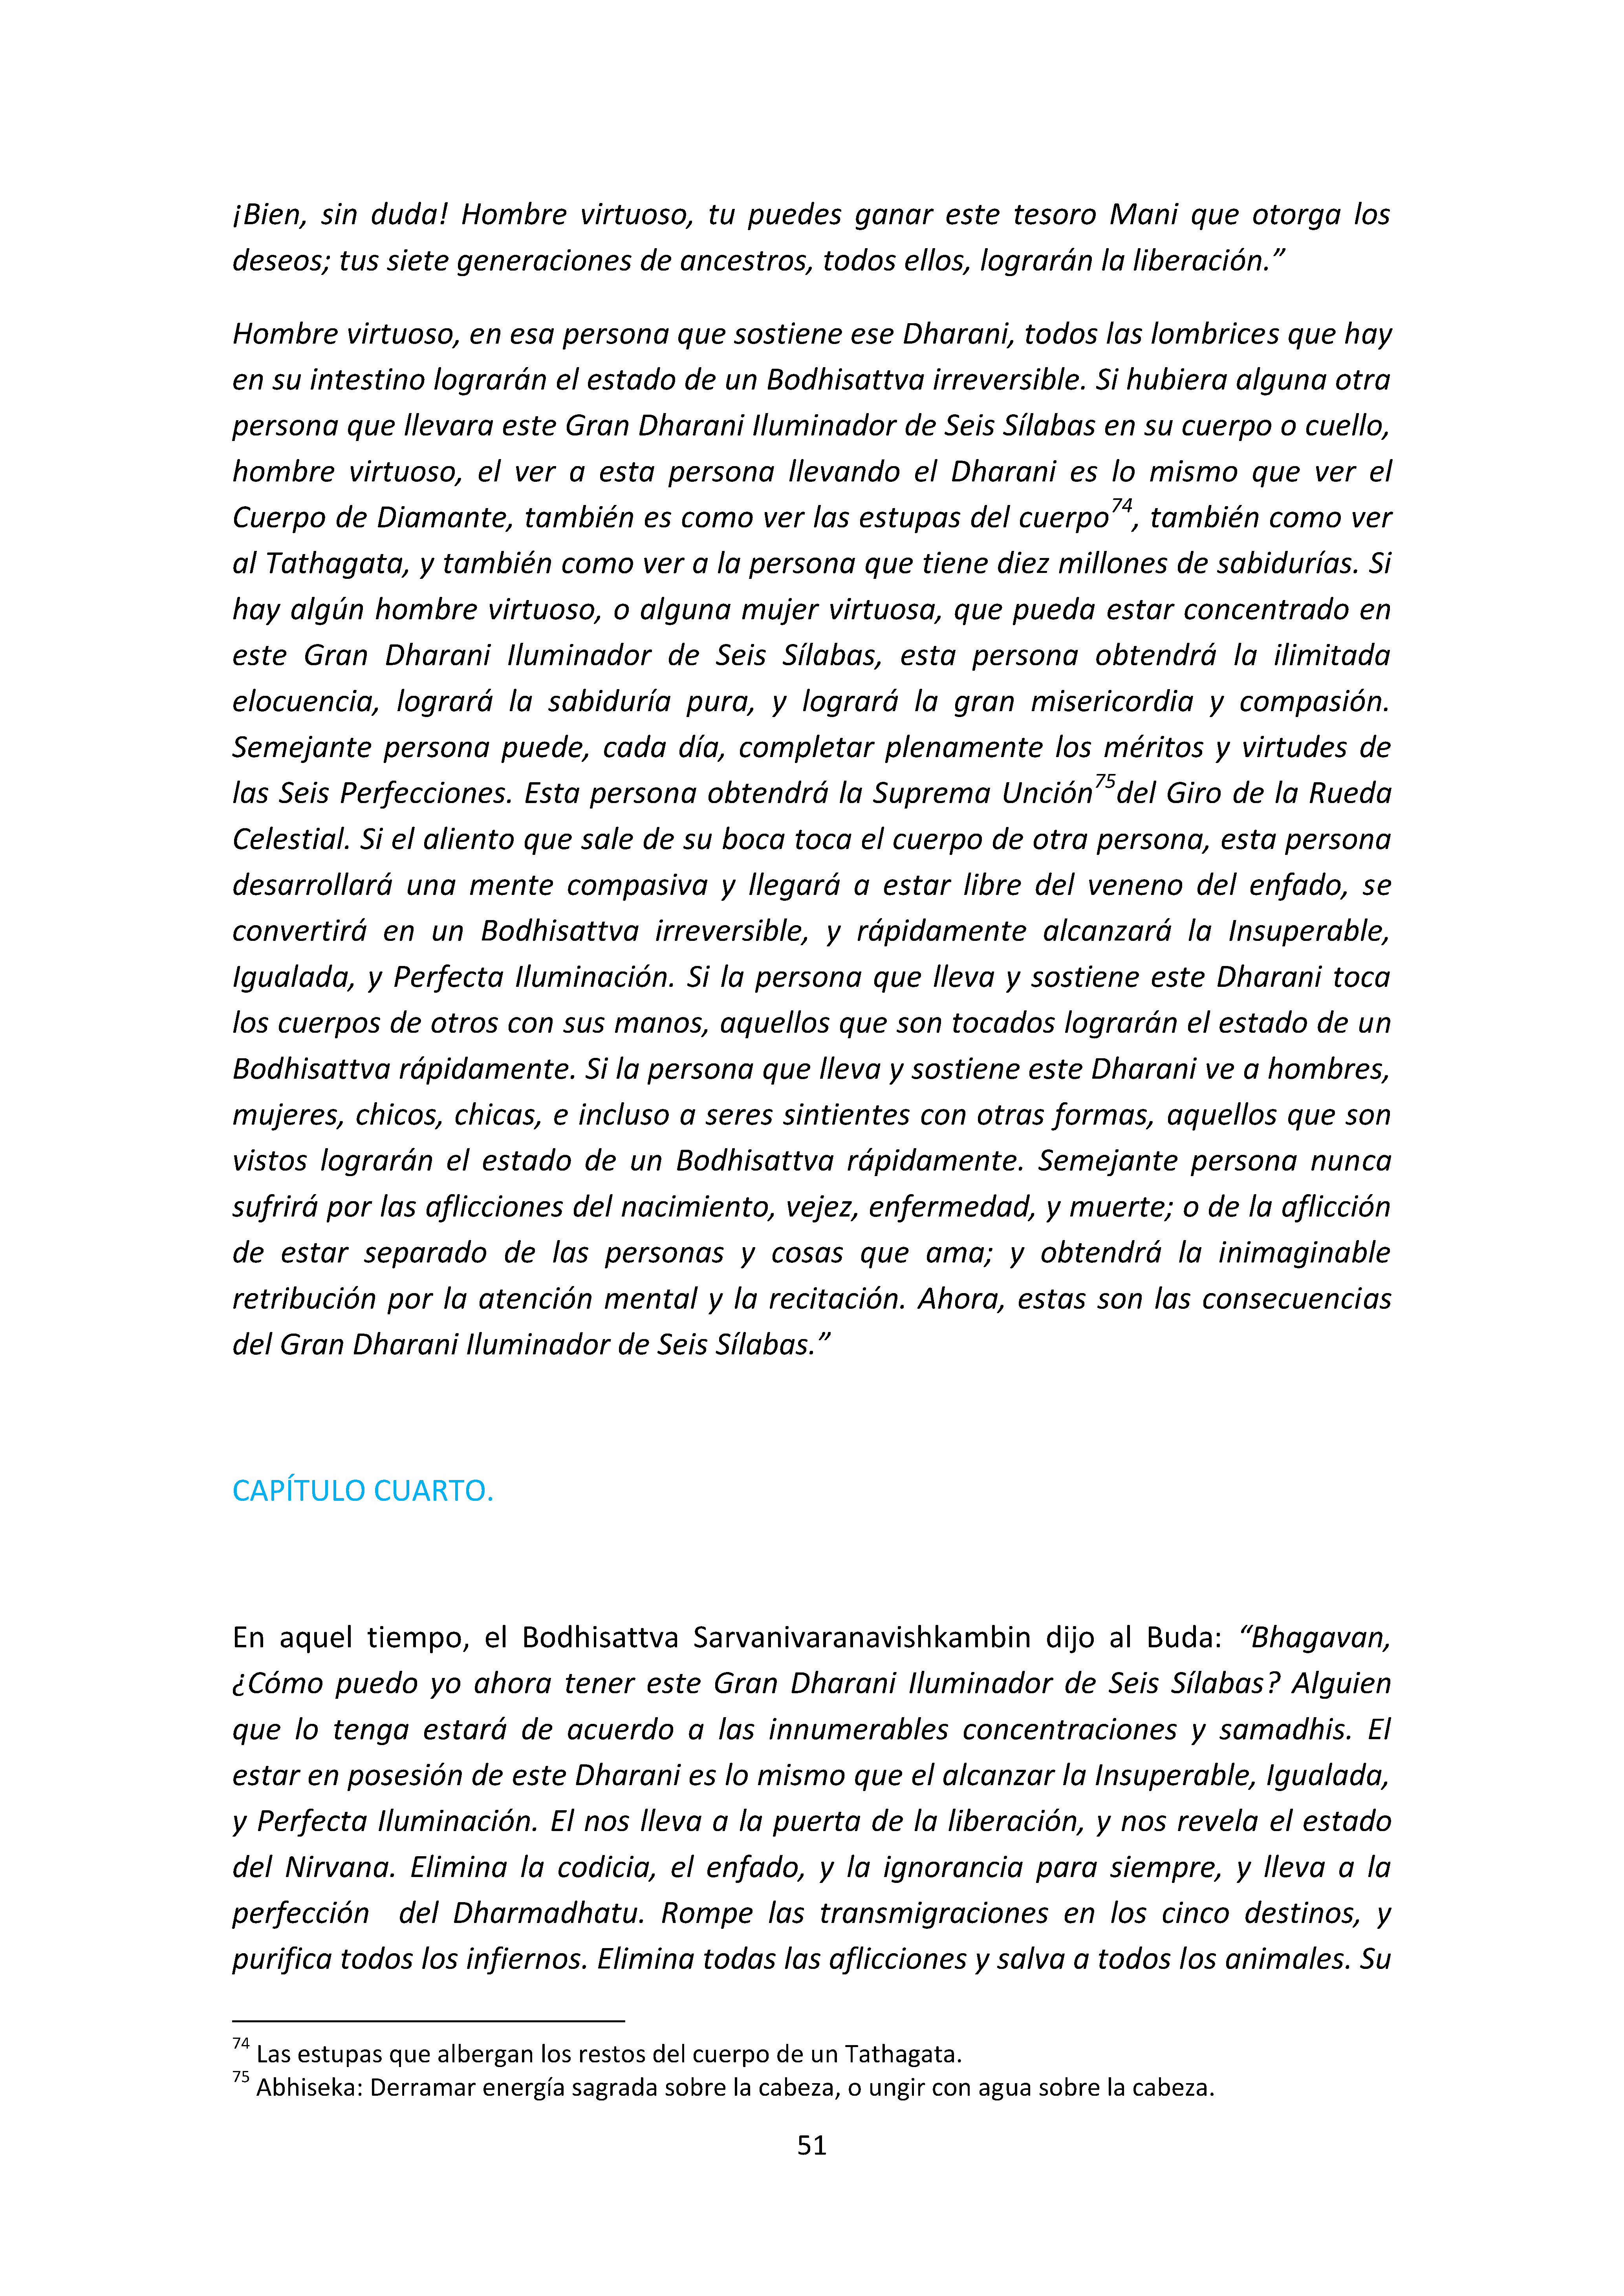 ¡Bien, sin duda! Hombre virtuoso, tu puedes ganar este tesoro Mani que otorga los
deseos; tus siete generaciones de ancestros, todos ellos, lograrán la liberación.”
Hombre virtuoso, en esa persona que sostiene ese Dharani, todos las lombrices que hay
en su intestino lograrán el estado de un Bodhisattva irreversible. Si hubiera alguna otra
persona que llevara este Gran Dharani Iluminador de Seis Sílabas en su cuerpo o cuello,
hombre virtuoso, el ver a esta persona llevando el Dharani es lo mismo que ver el
Cuerpo de Diamante, también es como ver las estupas del cuerpo74, también como ver
al Tathagata, y también como ver a la persona que tiene diez millones de sabidurías. Si
hay algún hombre virtuoso, o alguna mujer virtuosa, que pueda estar concentrado en
este Gran Dharani Iluminador de Seis Sílabas, esta persona obtendrá la ilimitada
elocuencia, logrará la sabiduría pura, y logrará la gran misericordia y compasión.
Semejante persona puede, cada día, completar plenamente los méritos y virtudes de
las Seis Perfecciones. Esta persona obtendrá la Suprema Unción75del Giro de la Rueda
Celestial. Si el aliento que sale de su boca toca el cuerpo de otra persona, esta persona
desarrollará una mente compasiva y llegará a estar libre del veneno del enfado, se
convertirá en un Bodhisattva irreversible, y rápidamente alcanzará la Insuperable,
Igualada, y Perfecta Iluminación. Si la persona que lleva y sostiene este Dharani toca
los cuerpos de otros con sus manos, aquellos que son tocados lograrán el estado de un
Bodhisattva rápidamente. Si la persona que lleva y sostiene este Dharani ve a hombres,
mujeres, chicos, chicas, e incluso a seres sintientes con otras formas, aquellos que son
vistos lograrán el estado de un Bodhisattva rápidamente. Semejante persona nunca
sufrirá por las aflicciones del nacimiento, vejez, enfermedad, y muerte; o de la aflicción
de estar separado de las personas y cosas que ama; y obtendrá la inimaginable
retribución por la atención mental y la recitación. Ahora, estas son las consecuencias
del Gran Dharani Iluminador de Seis Sílabas.”
CAPÍTULO CUARTO.
En aquel tiempo, el Bodhisattva Sarvanivaranavishkambin dijo al Buda: “Bhagavan,
¿Cómo puedo yo ahora tener este Gran Dharani Iluminador de Seis Sílabas? Alguien
que lo tenga estará de acuerdo a las innumerables concentraciones y samadhis. El
estar en posesión de este Dharani es lo mismo que el alcanzar la Insuperable, Igualada,
y Perfecta Iluminación. El nos lleva a la puerta de la liberación, y nos revela el estado
del Nirvana. Elimina la codicia, el enfado, y la ignorancia para siempre, y lleva a la
perfección del Dharmadhatu. Rompe las transmigraciones en los cinco destinos, y
purifica todos los infiernos. Elimina todas las aflicciones y salva a todos los animales. Su
74 Las estupas que albergan los restos del cuerpo de un Tathagata.
75 Abhiseka: Derramar energía sagrada sobre la cabeza, o ungir con agua sobre la cabeza.
51